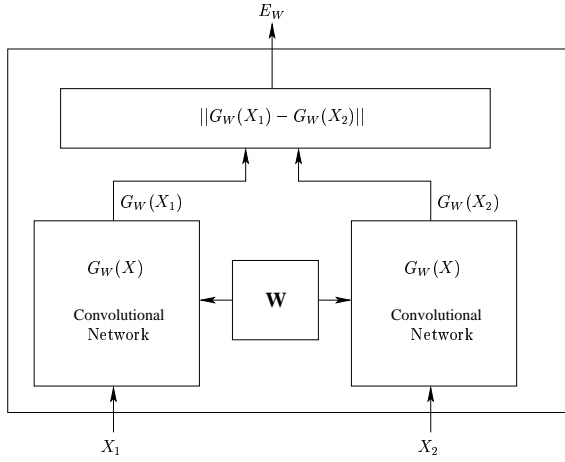 E_W
||G_W(X_1) − G_W(X_2)||
G_W(X_1)
G_W(X_2)
G_W(X)
Convolutional
Network
W
G_W(X)
Convolutional
Network
X_1
X_2